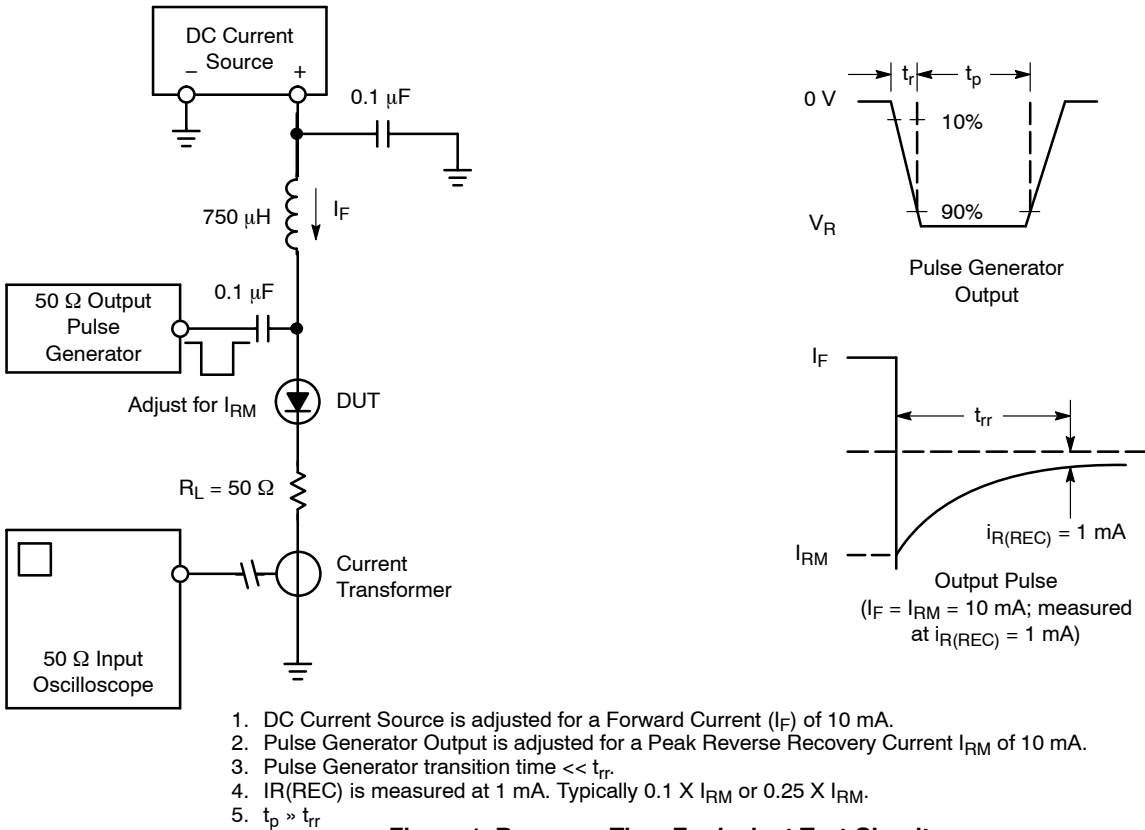 DC Current
Source
− +
0.1 μF
750 μH
I_F
50 Ω Output
Pulse
Generator
0.1 μF
Adjust for I_RM
DUT
R_L = 50 Ω
Current
Transformer
50 Ω Input
Oscilloscope
t_r t_p
0 V
10%
90%
V_R
Pulse Generator
Output
I_F
t_rr
i_R(REC) = 1 mA
I_RM
Output Pulse
(I_F = I_RM = 10 mA; measured
at i_R(REC) = 1 mA)
1. DC Current Source is adjusted for a Forward Current (I_F) of 10 mA.
2. Pulse Generator Output is adjusted for a Peak Reverse Recovery Current I_RM of 10 mA.
3. Pulse Generator transition time << t_rr.
4. IR(REC) is measured at 1 mA. Typically 0.1 X I_RM or 0.25 X I_RM.
5. t_p » t_rr